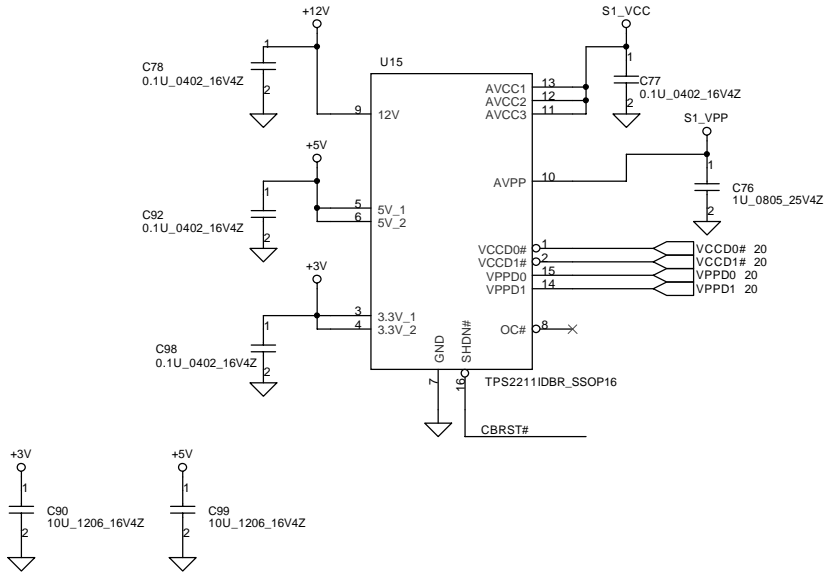 +12V
S1_VCC
1
C78
0.1U_0402_16V4Z
2
U15
1
C77
0.1U_0402_16V4Z
2
AVCC1 13
AVCC2 12
AVCC3 11
9 12V
S1_VPP
+5V
AVPP 10
1
C76
1U_0805_25V4Z
2
1
C92
0.1U_0402_16V4Z
2
5 5V_1
6 5V_2
VCCD0# 1 VCCD0# 20
VCCD1# 2 VCCD1# 20
VPPD0 15 VPPD0 20
VPPD1 14 VPPD1 20
+3V
3 3.3V_1
4 3.3V_2
OC# 8
1
C98
0.1U_0402_16V4Z
2
GND
SHDN#
7
16
TPS2211IDBR_SSOP16
CBRST#
+3V
1
C90
10U_1206_16V4Z
2
+5V
1
C99
10U_1206_16V4Z
2